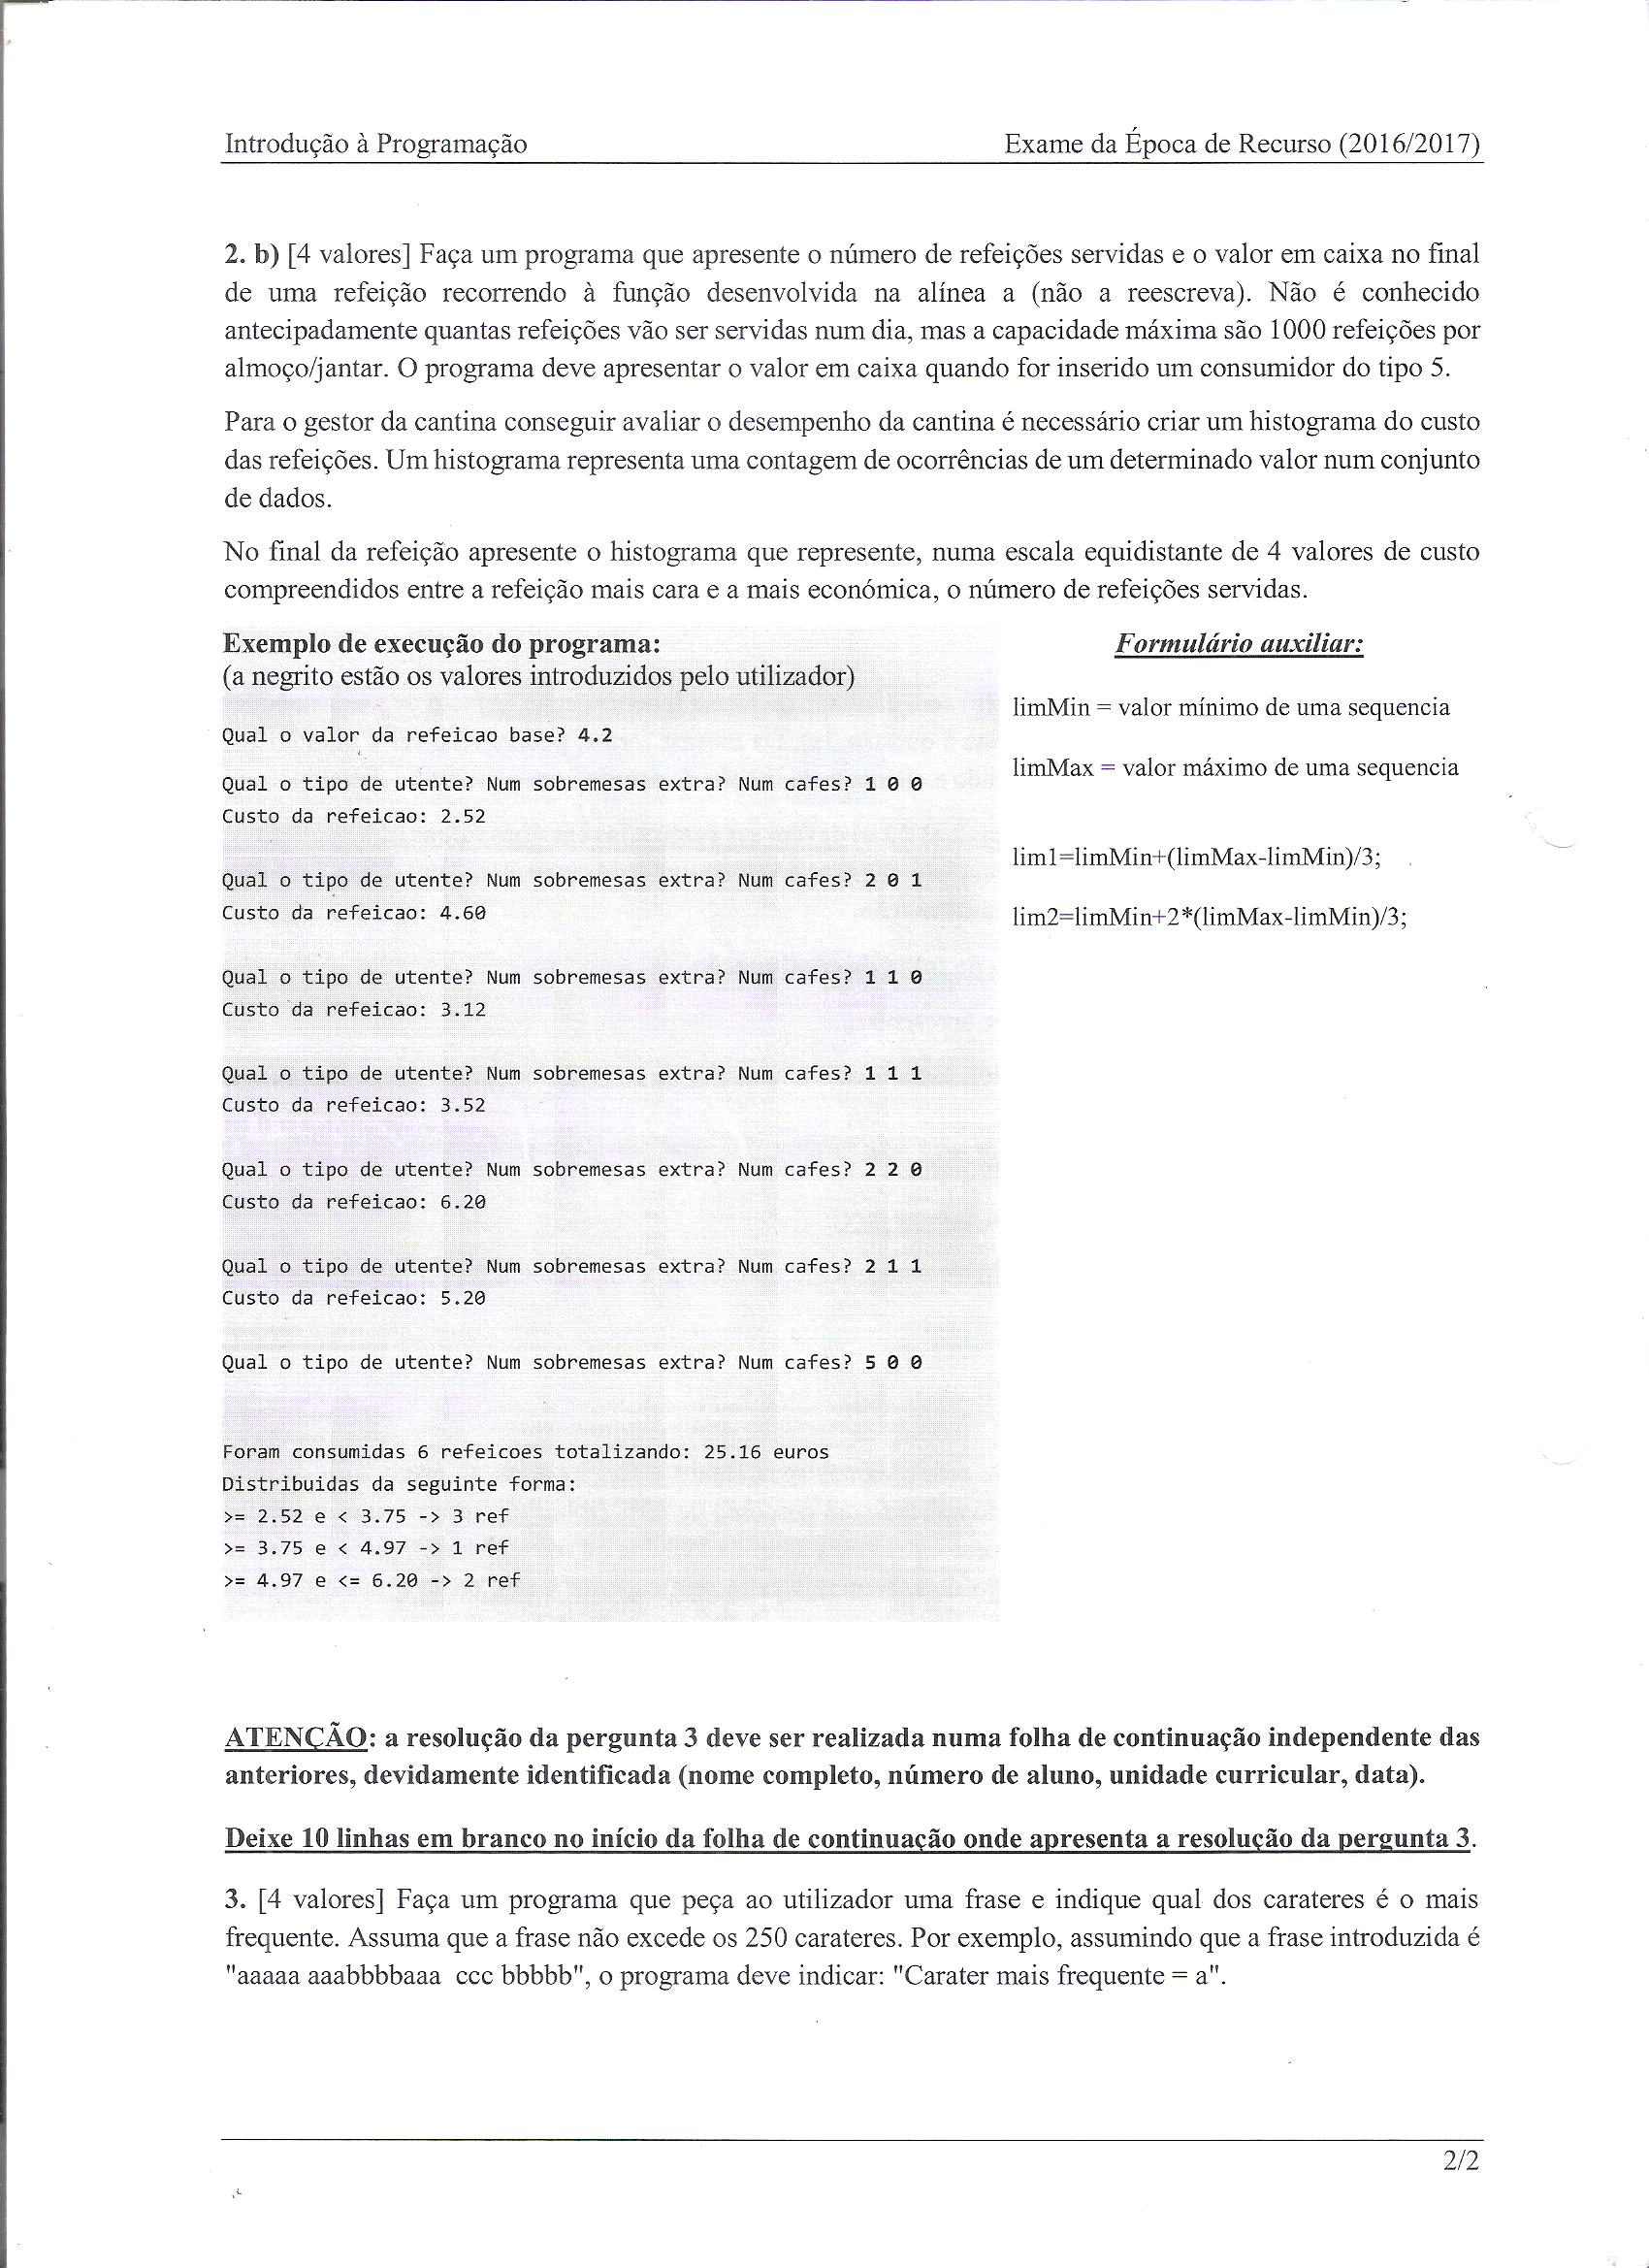 Introdução à Programação Exame da Época de Recurso (2016/2017)
2. b) [4 valores] Faça um programa que apresente o número de refeições servidas e o valor em caixa no final
de uma refeição recorrendo à função desenvolvida na alínea a (não a reescreva). Não é conhecido
antecipadamente quantas refeições vão ser servidas num dia, mas a capacidade máxima são 1000 refeições por
almoço/jantar. O programa deve apresentar o valor em caixa quando for inserido um consumidor do tipo 5.
Para o gestor da cantina conseguir avaliar o desempenho da cantina é necessário criar um histograma do custo
das refeições. Um histograma representa uma contagem de ocorrências de um determinado valor num conjunto
de dados.
No final da refeição apresente o histograma que represente, numa escala equidistante de 4 valores de custo
compreendidos entre a refeição mais cara e a mais económica, o número de refeições servidas.
Exemplo de execução do programa:
(a negrito estão os valores introduzidos pelo utilizador)
Qual o valor da refeicao base? 4.2
Qual o tipo de utente? Num sobremesas extra? Num cafes? 1 0 0
Custo da refeicao: 2.52
Qual o tipo de utente? Num sobremesas extra? Num cafes? 2 0 1
Custo da refeicao: 4.60
Qual o tipo de utente? Num sobremesas extra? Num cafes? 1 1 0
Custo da refeicao: 3.12
Qual o tipo de utente? Num sobremesas extra? Num cafes? 1 1 1
Custo da refeicao: 3.52
Qual o tipo de utente? Num sobremesas extra? Num cafes? 2 2 0
Custo da refeicao: 6.20
Qual o tipo de utente? Num sobremesas extra? Num cafes? 2 1 1
Custo da refeicao: 5.20
Qual o tipo de utente? Num sobremesas extra? Num cafes? 5 0 0
Foram consumidas 6 refeicoes totalizando: 25.16 euros
Distribuidas da seguinte forma:
>= 2.52 e < 3.75 -> 3 ref
>= 3.75 e < 4.97 -> 1 ref
>= 4.97 e <= 6.20 -> 2 ref
Formulário auxiliar:
limMin = valor mínimo de uma sequencia
limMax = valor máximo de uma sequencia
lim1=limMin+(limMax-limMin)/3;
lim2=limMin+2*(limMax-limMin)/3;
ATENÇÃO: a resolução da pergunta 3 deve ser realizada numa folha de continuação independente das
anteriores, devidamente identificada (nome completo, número de aluno, unidade curricular, data).
Deixe 10 linhas em branco no início da folha de continuação onde apresenta a resolução da pergunta 3.
3. [4 valores] Faça um programa que peça ao utilizador uma frase e indique qual dos carateres é o mais
frequente. Assuma que a frase não excede os 250 carateres. Por exemplo, assumindo que a frase introduzida é
"aaaaa aaabbbbaaa  ccc bbbbb", o programa deve indicar: "Carater mais frequente = a".
2/2